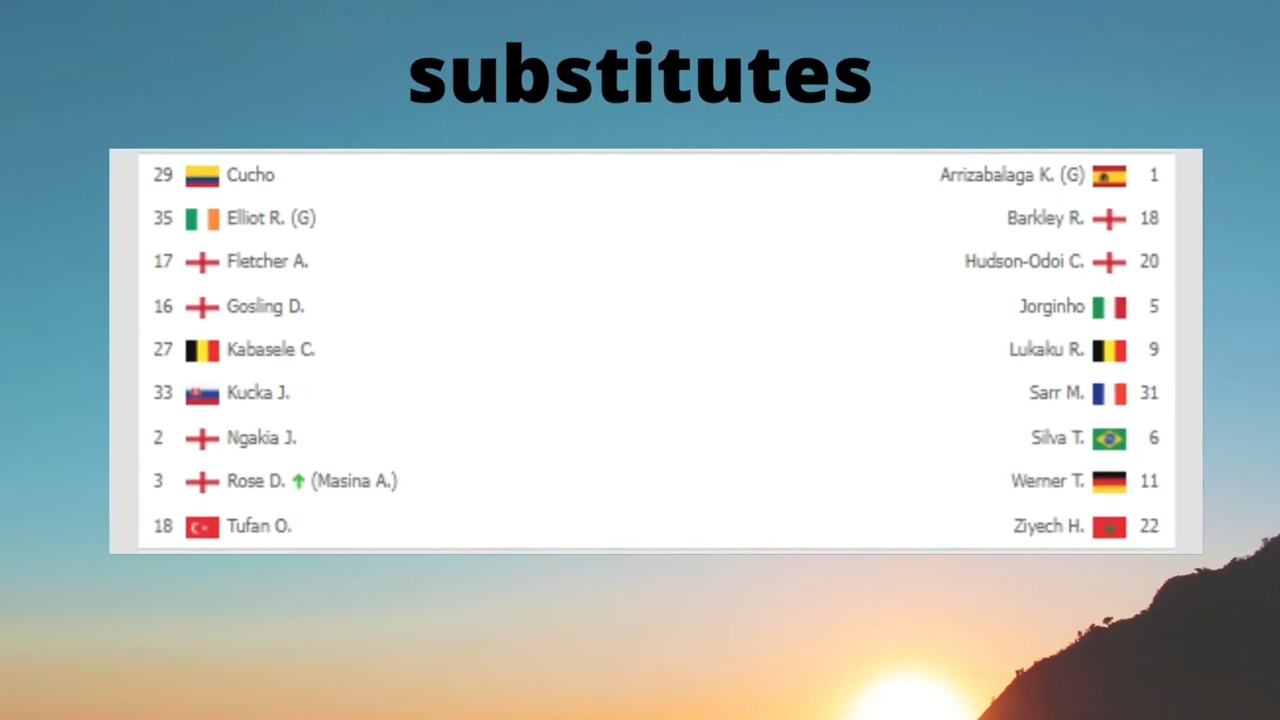 substitutes
29 Cucho Arrizabalaga K. (G) 1
35 Elliot R. (G) Barkley R. 18
17 Fletcher A. Hudson-Odoi C. 20
16 Gosling D. Jorginho 5
27 Kabasele C. Lukaku R. 9
33 Kucka J. Sarr M. 31
2 Ngakia J. Silva T. 6
3 Rose D. (Masina A.) Werner T. 11
18 Tufan O. Ziyech H. 22